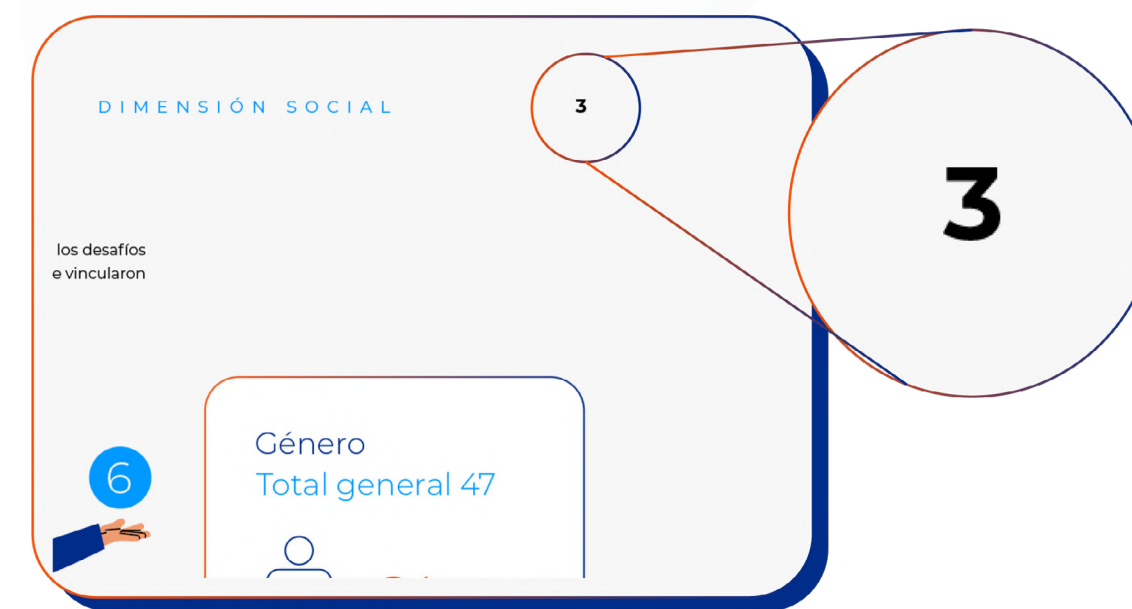 DIMENSIÓN SOCIAL
3
3
los desafíos
e vincularon
6
Género
Total general 47